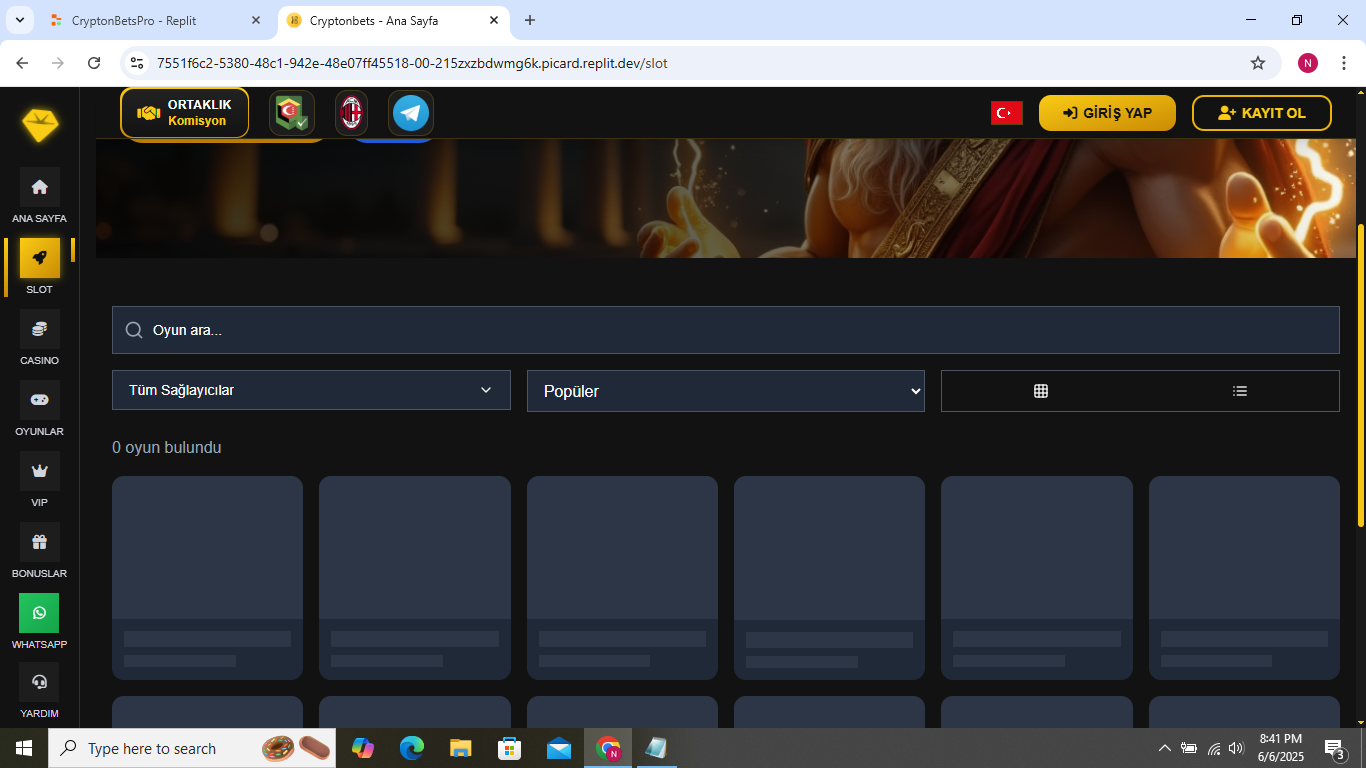 CryptonBetsPro - Replit
Cryptonbets - Ana Sayfa
7551f6c2-5380-48c1-942e-48e07ff45518-00-215zxzbdwmg6k.picard.replit.dev/slot
N
ORTAKLIK
Komisyon
GİRİŞ YAP
KAYIT OL
ANA SAYFA
SLOT
CASINO
OYUNLAR
VIP
BONUSLAR
WHATSAPP
YARDIM
Oyun ara...
Tüm Sağlayıcılar
Popüler
0 oyun bulundu
Type here to search
N
8:41 PM
6/6/2025
3